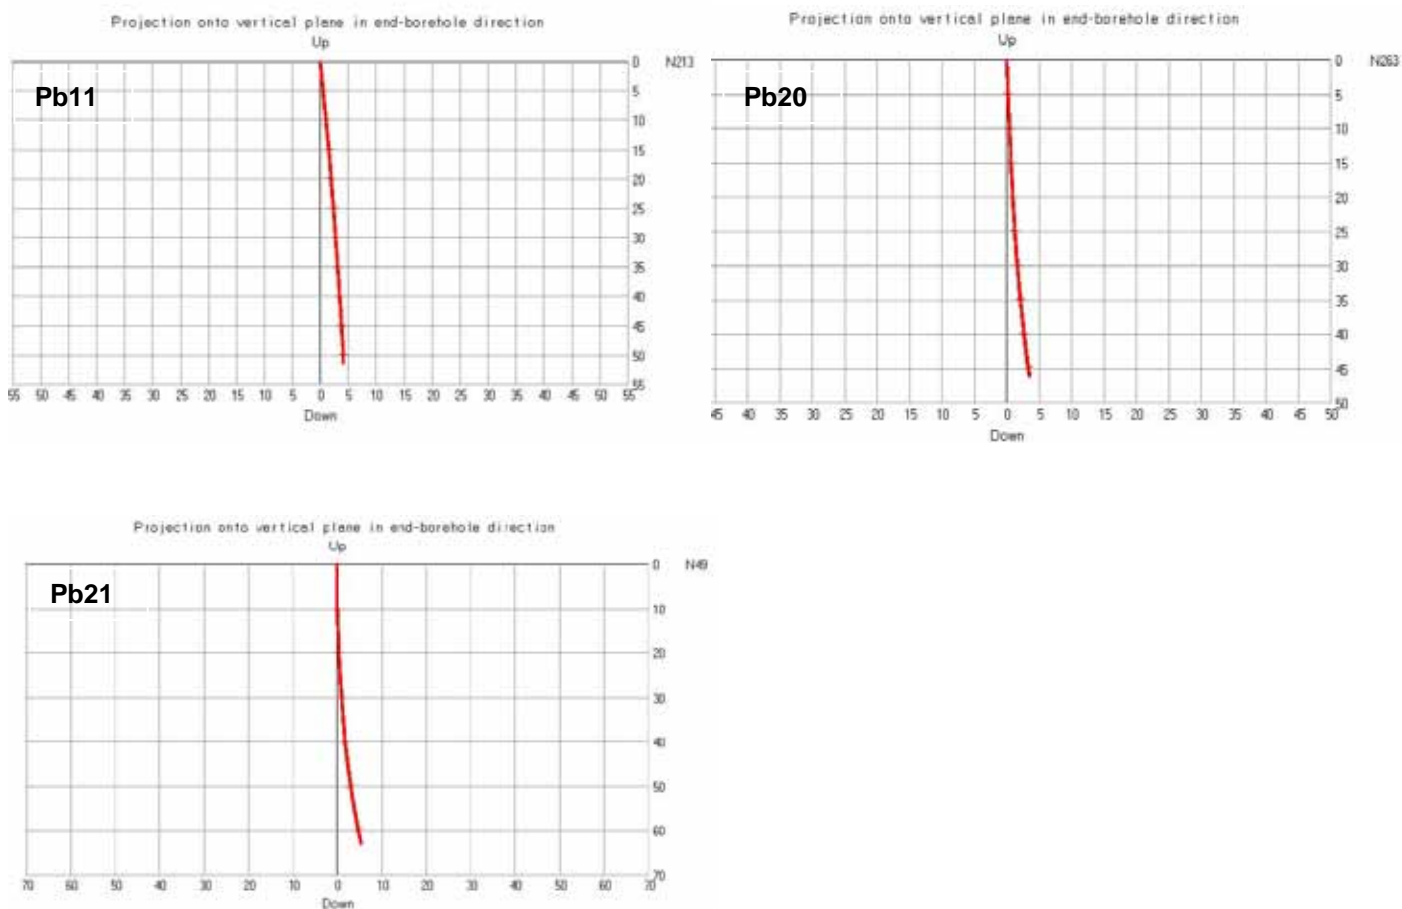 Projection onto vertical plane in end-borehole direction
Up
N213
Pb11
0
5
10
15
20
25
30
35
40
45
50
55
55 50 45 40 35 30 25 20 15 10 5 0 5 10 15 20 25 30 35 40 45 50 55
Down
Projection onto vertical plane in end-borehole direction
Up
N263
Pb20
0
5
10
15
20
25
30
35
40
45
50
45 40 35 30 25 20 15 10 5 0 5 10 15 20 25 30 35 40 45 50
Down
Projection onto vertical plane in end-borehole direction
Up
N49
Pb21
0
10
20
30
40
50
60
70
70 60 50 40 30 20 10 0 10 20 30 40 50 60 70
Down